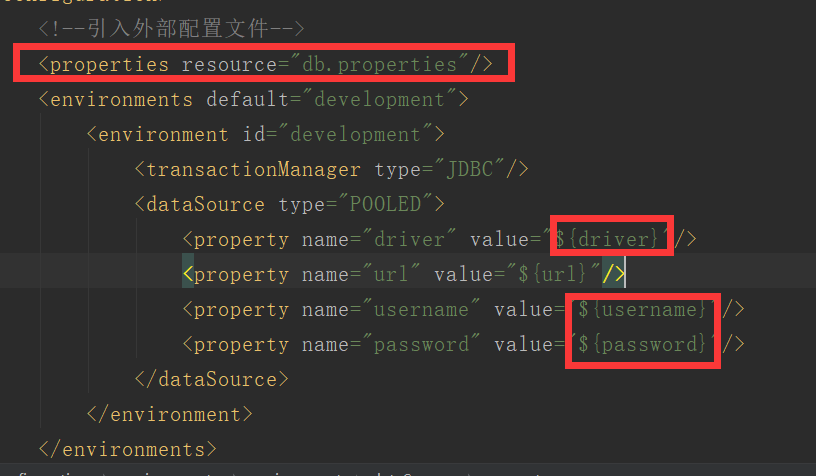 <!--引入外部配置文件-->
<properties resource="db.properties"/>
<environments default="development">
<environment id="development">
<transactionManager type="JDBC"/>
<dataSource type="POOLED">
<property name="driver" value="${driver}"/>
<property name="url" value="${url}"/>
<property name="username" value="${username}"/>
<property name="password" value="${password}"/>
</dataSource>
</environment>
</environments>